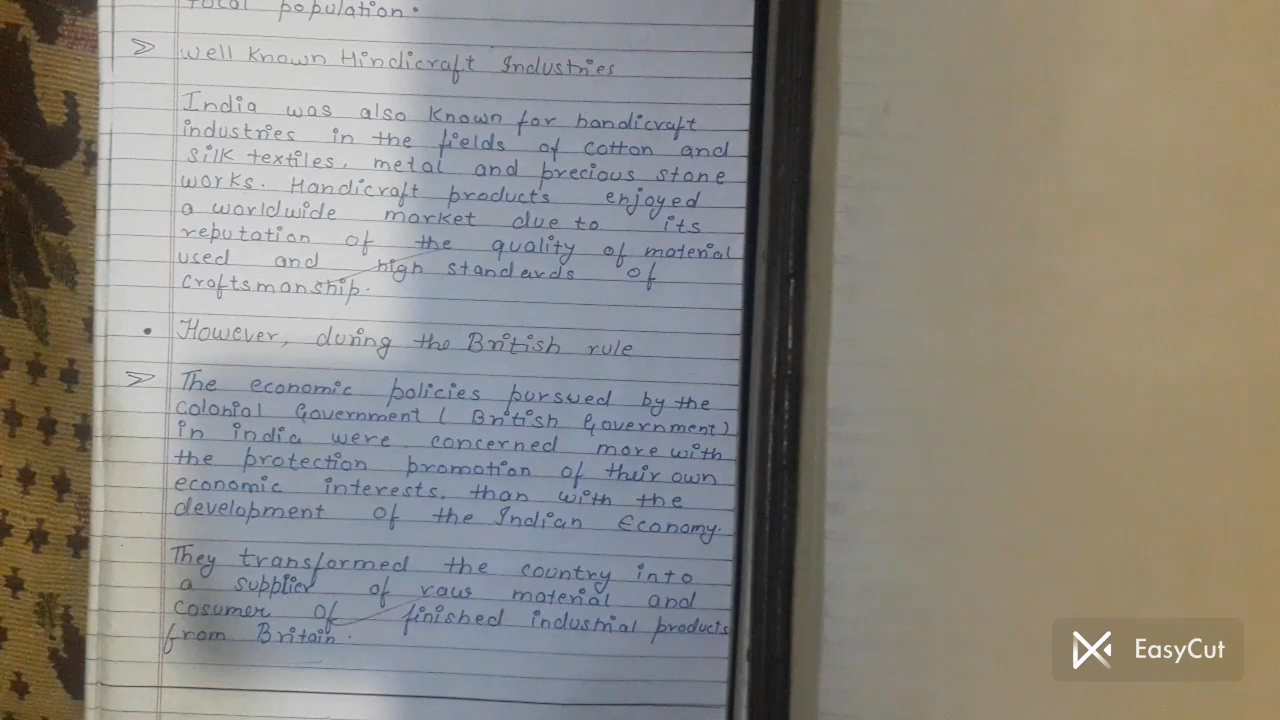 total population.
> Well Known Hindicraft Industries
India was also known for handicraft
industries in the fields of cotton and
silk textiles, metal and precious stone
works. Handicraft products enjoyed
a worldwide market due to its
reputation of the quality of material
used and high standards of
craftsmanship.
• However, during the British rule
> The economic policies pursued by the
colonial Government ( British Government)
in india were concerned more with
the protection promotion of their own
economic interests. than with the
development of the Indian Economy.
They transformed the country into
a supplier of raw material and
cosumer of finished industrial products
from Britain.
EasyCut